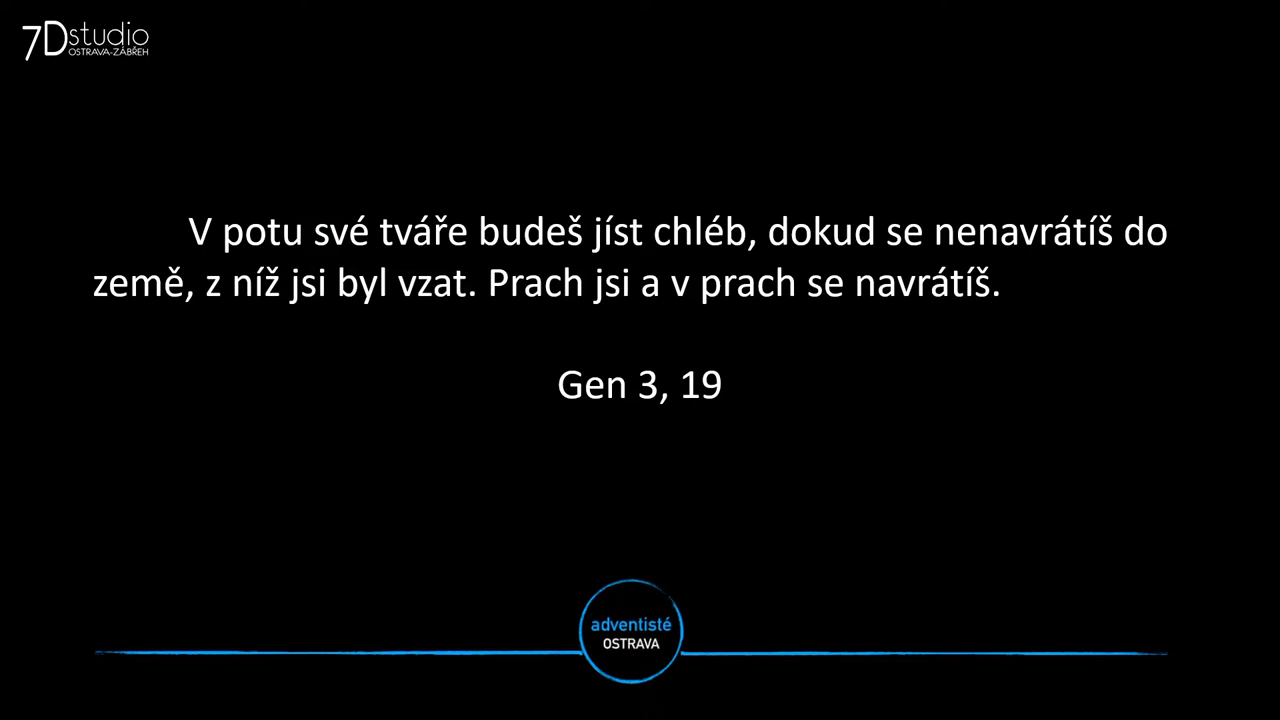 7Dstudio
OSTRAVA-ZÁBŘEH
V potu své tváře budeš jíst chléb, dokud se nenavrátíš do
země, z níž jsi byl vzat. Prach jsi a v prach se navrátíš.
Gen 3, 19
adventisté
OSTRAVA